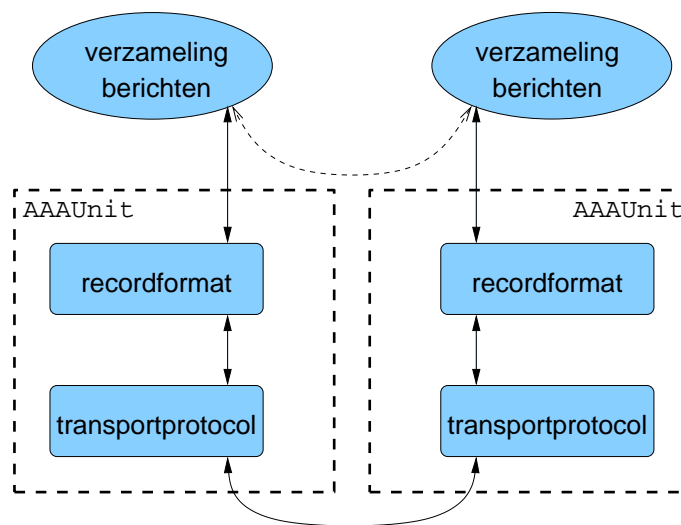 verzameling
berichten
verzameling
berichten
AAAUnit
AAAUnit
recordformat
recordformat
transportprotocol
transportprotocol